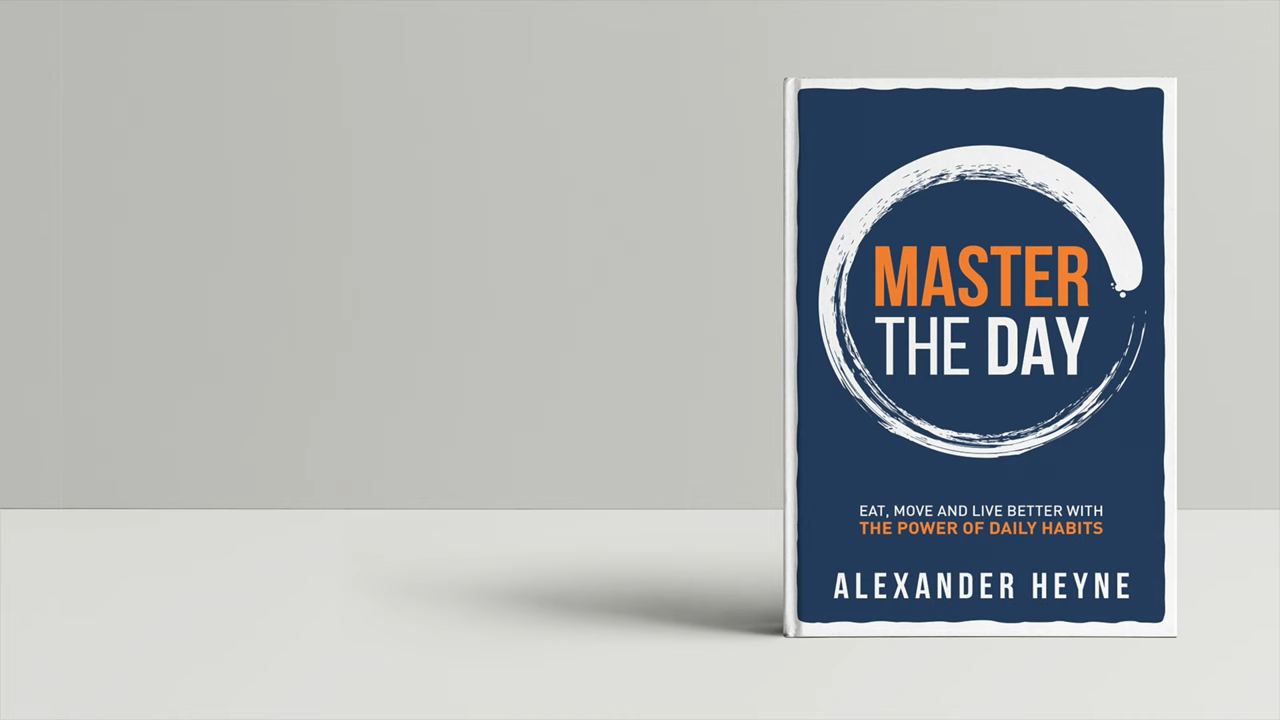 MASTER
THE DAY
EAT, MOVE AND LIVE BETTER WITH
THE POWER OF DAILY HABITS
ALEXANDER HEYNE